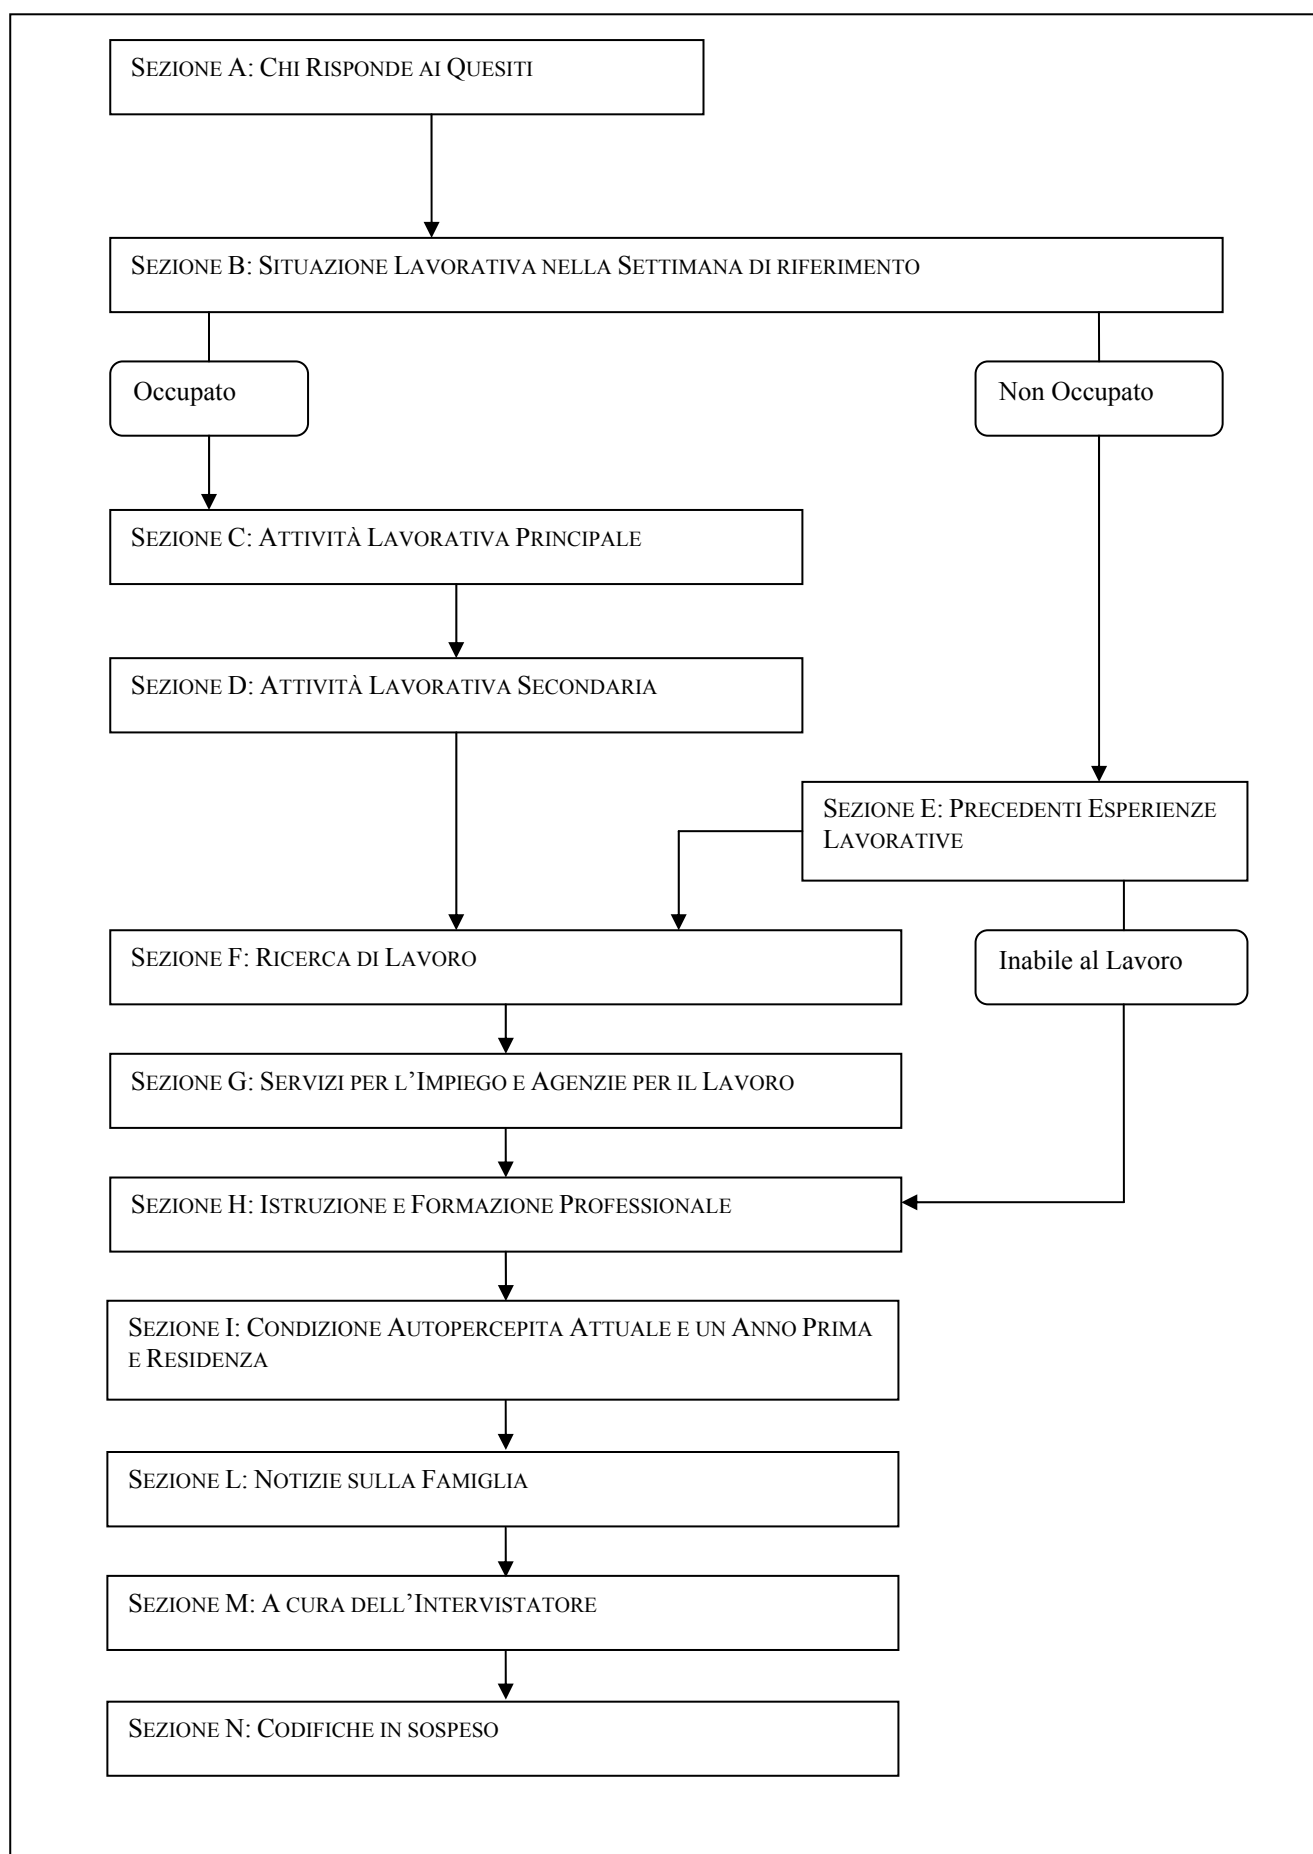 SEZIONE A: CHI RISPONDE AI QUESITI
SEZIONE B: SITUAZIONE LAVORATIVA NELLA SETTIMANA DI RIFERIMENTO
Occupato
Non Occupato
SEZIONE C: ATTIVITÀ LAVORATIVA PRINCIPALE
SEZIONE D: ATTIVITÀ LAVORATIVA SECONDARIA
SEZIONE E: PRECEDENTI ESPERIENZE
LAVORATIVE
SEZIONE F: RICERCA DI LAVORO
Inabile al Lavoro
SEZIONE G: SERVIZI PER L’IMPIEGO E AGENZIE PER IL LAVORO
SEZIONE H: ISTRUZIONE E FORMAZIONE PROFESSIONALE
SEZIONE I: CONDIZIONE AUTOPERCEPITA ATTUALE E UN ANNO PRIMA
E RESIDENZA
SEZIONE L: NOTIZIE SULLA FAMIGLIA
SEZIONE M: A CURA DELL’INTERVISTATORE
SEZIONE N: CODIFICHE IN SOSPESO